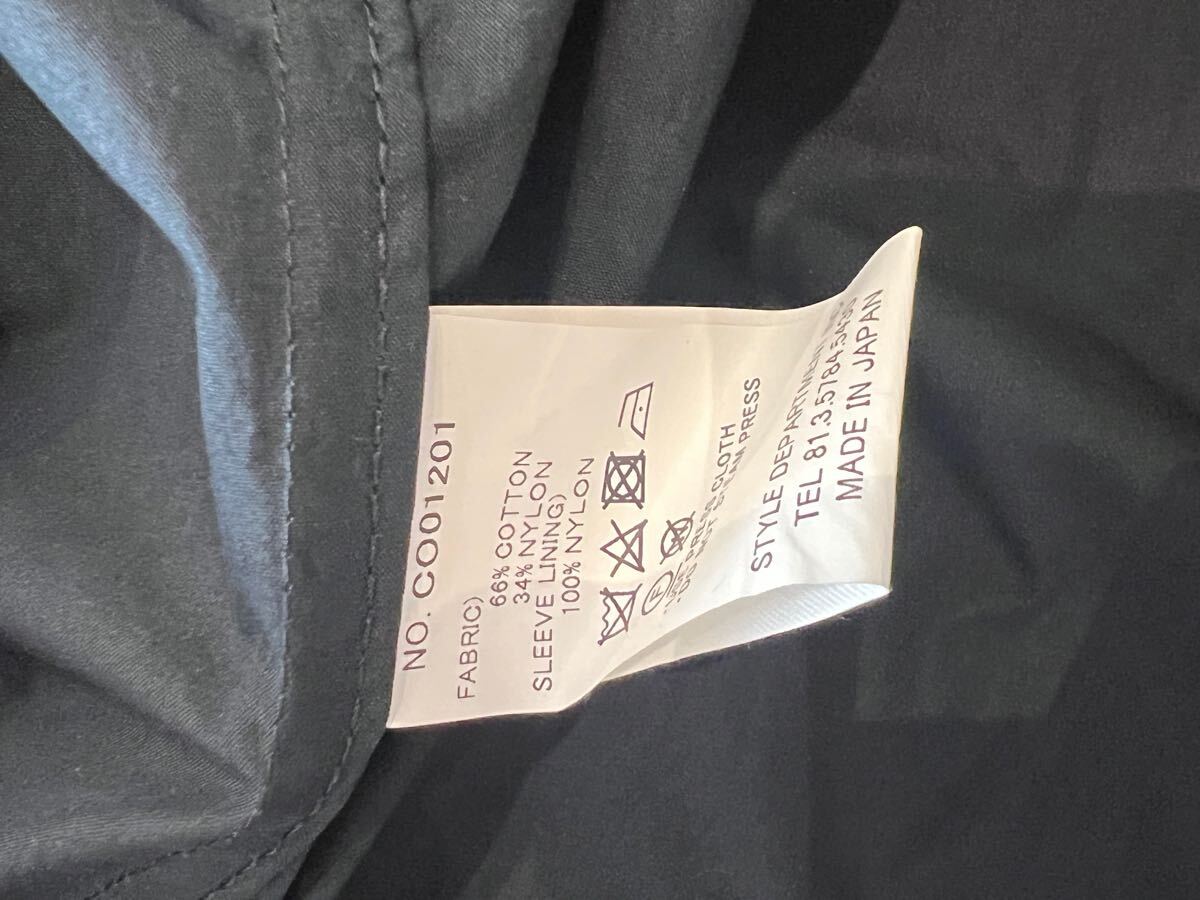 NO. CO01201
FABRIC)
66% COTTON
34% NYLON
SLEEVE LINING)
100% NYLON
F
PRESS CLOTH
*DO NOT STEAM PRESS
STYLE DEPARTMENT
TEL 81.3.5784.5430
MADE IN JAPAN